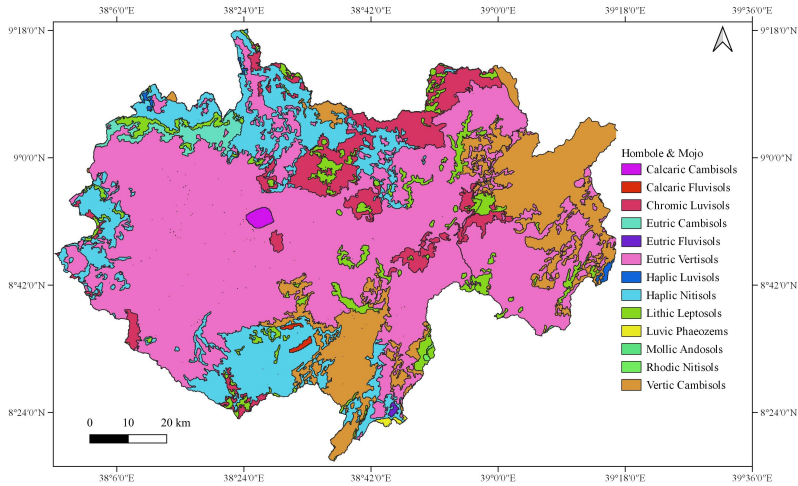 38°6'0"E 38°24'0"E 38°42'0"E 39°0'0"E 39°18'0"E 39°36'0"E
9°18'0"N 9°18'0"N
9°0'0"N 9°0'0"N
Hombole & Mojo
Calcaric Cambisols
Calcaric Fluvisols
Chromic Luvisols
Eutric Cambisols
Eutric Fluvisols
Eutric Vertisols
Haplic Luvisols
Haplic Nitisols
Lithic Leptosols
Luvic Phaeozems
Mollic Andosols
Rhodic Nitisols
Vertic Cambisols
8°42'0"N 8°42'0"N
8°24'0"N 8°24'0"N
0 10 20 km
38°6'0"E 38°24'0"E 38°42'0"E 39°0'0"E 39°18'0"E 39°36'0"E